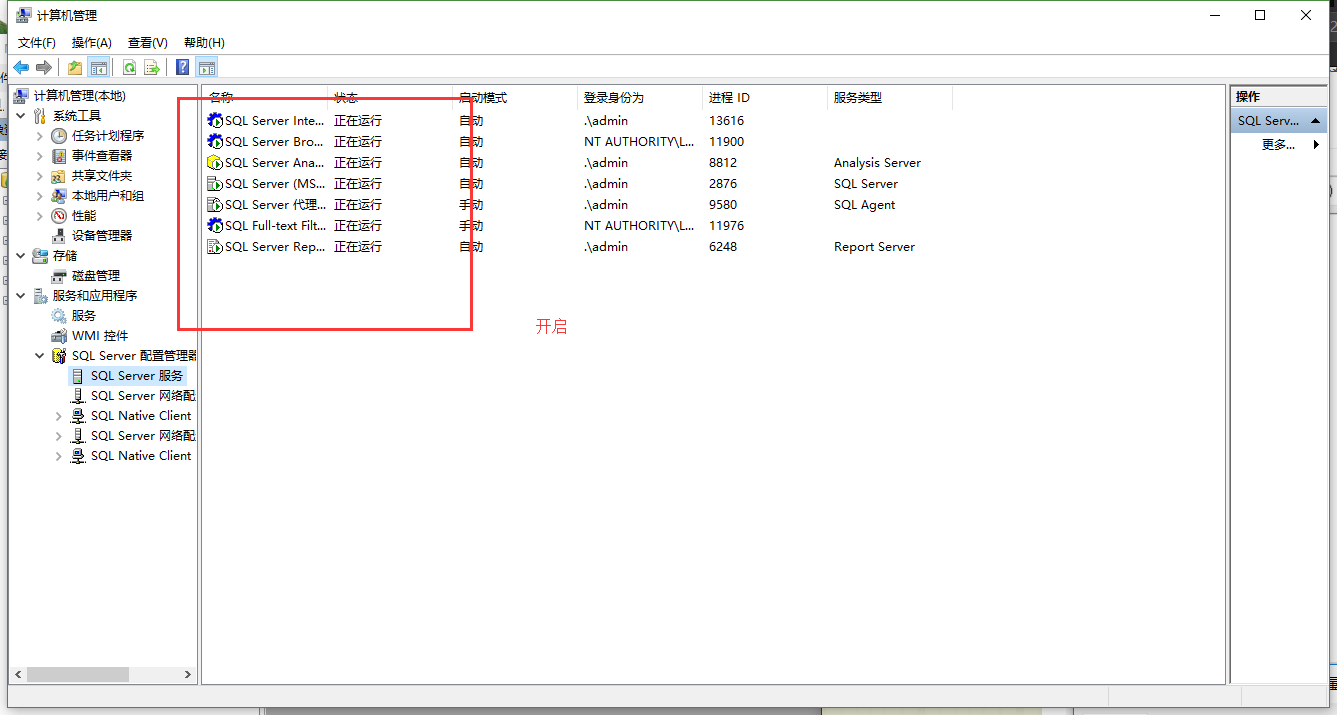 计算机管理
文件(F) 操作(A) 查看(V) 帮助(H)
计算机管理(本地)
系统工具
任务计划程序
事件查看器
共享文件夹
本地用户和组
性能
设备管理器
存储
磁盘管理
服务和应用程序
服务
WMI 控件
SQL Server 配置管理器
SQL Server 服务
SQL Server 网络配
SQL Native Client
SQL Server 网络配
SQL Native Client
名称 状态 启动模式 登录身份为 进程 ID 服务类型
SQL Server Inte... 正在运行 自动 .\admin 13616
SQL Server Bro... 正在运行 自动 NT AUTHORITY\L... 11900
SQL Server Ana... 正在运行 自动 .\admin 8812 Analysis Server
SQL Server (MS... 正在运行 自动 .\admin 2876 SQL Server
SQL Server 代理... 正在运行 手动 .\admin 9580 SQL Agent
SQL Full-text Filt... 正在运行 手动 NT AUTHORITY\L... 11976
SQL Server Rep... 正在运行 自动 .\admin 6248 Report Server
开启
操作
SQL Serv...
更多...